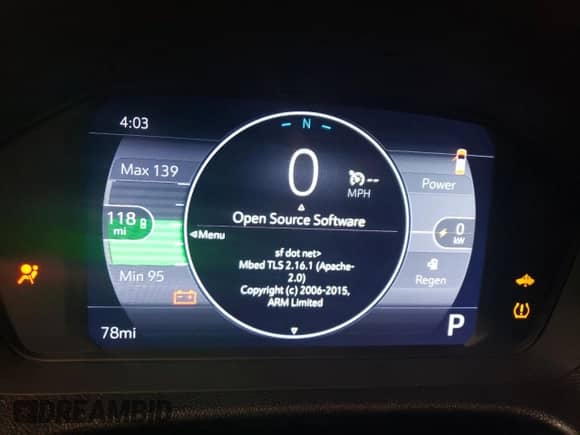 4:03
N
Max 139
0
--
MPH
Power
118
mi
Open Source Software
◀Menu
0
kW
sf dot net>
Mbed TLS 2.16.1 (Apache-
2.0)
Copyright (c) 2006-2015,
ARM Limited
Min 95
Regen
78mi
P
DREAMBID